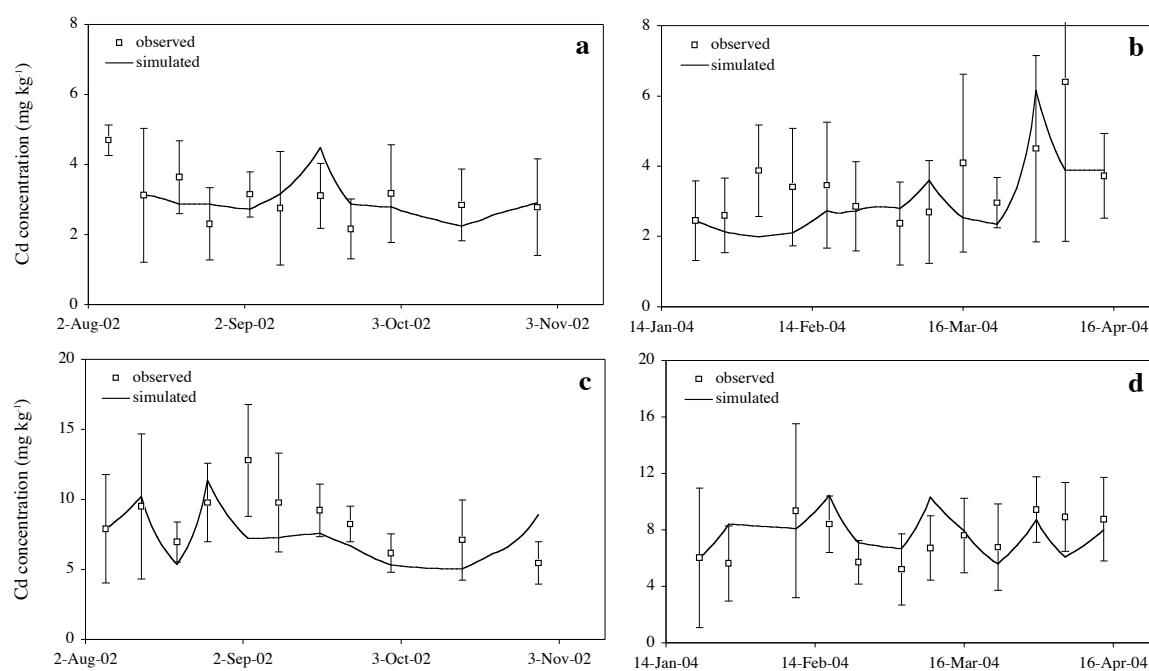 8
6
4
2
0
Cd concentration (mg kg⁻¹)
observed
simulated
a
2-Aug-02
2-Sep-02
3-Oct-02
3-Nov-02
8
6
4
2
0
observed
simulated
b
14-Jan-04
14-Feb-04
16-Mar-04
16-Apr-04
20
15
10
5
0
Cd concentration (mg kg⁻¹)
observed
simulated
c
2-Aug-02
2-Sep-02
3-Oct-02
3-Nov-02
20
16
12
8
4
0
observed
simulated
d
14-Jan-04
14-Feb-04
16-Mar-04
16-Apr-04